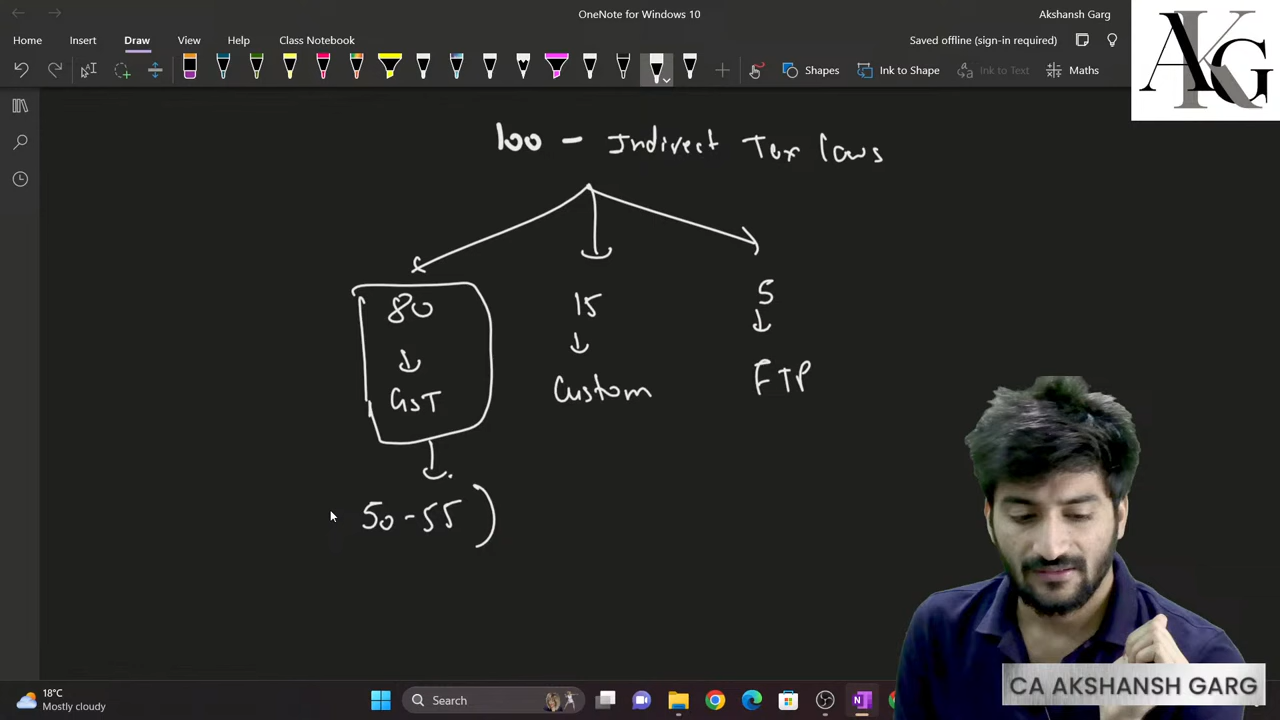 OneNote for Windows 10
Akshansh Garg
Home Insert Draw View Help Class Notebook
Saved offline (sign-in required)
Shapes Ink to Shape Ink to Text Maths
AKG
100 - Indirect Tax laws
80 15 5
GST Custom FTP
50-55)
CA AKSHANSH GARG
18°C
Mostly cloudy
Search